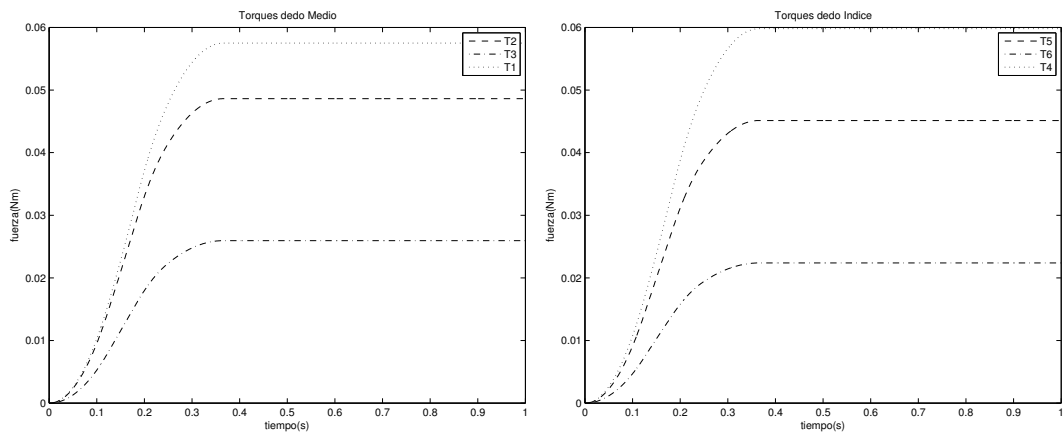 Torques dedo Medio
0.06
0.05
0.04
0.03
0.02
0.01
0
fuerza(Nm)
0 0.1 0.2 0.3 0.4 0.5 0.6 0.7 0.8 0.9 1
tiempo(s)
T2
T3
T1
Torques dedo Indice
0.06
0.05
0.04
0.03
0.02
0.01
0
fuerza(Nm)
0 0.1 0.2 0.3 0.4 0.5 0.6 0.7 0.8 0.9 1
tiempo(s)
T5
T6
T4